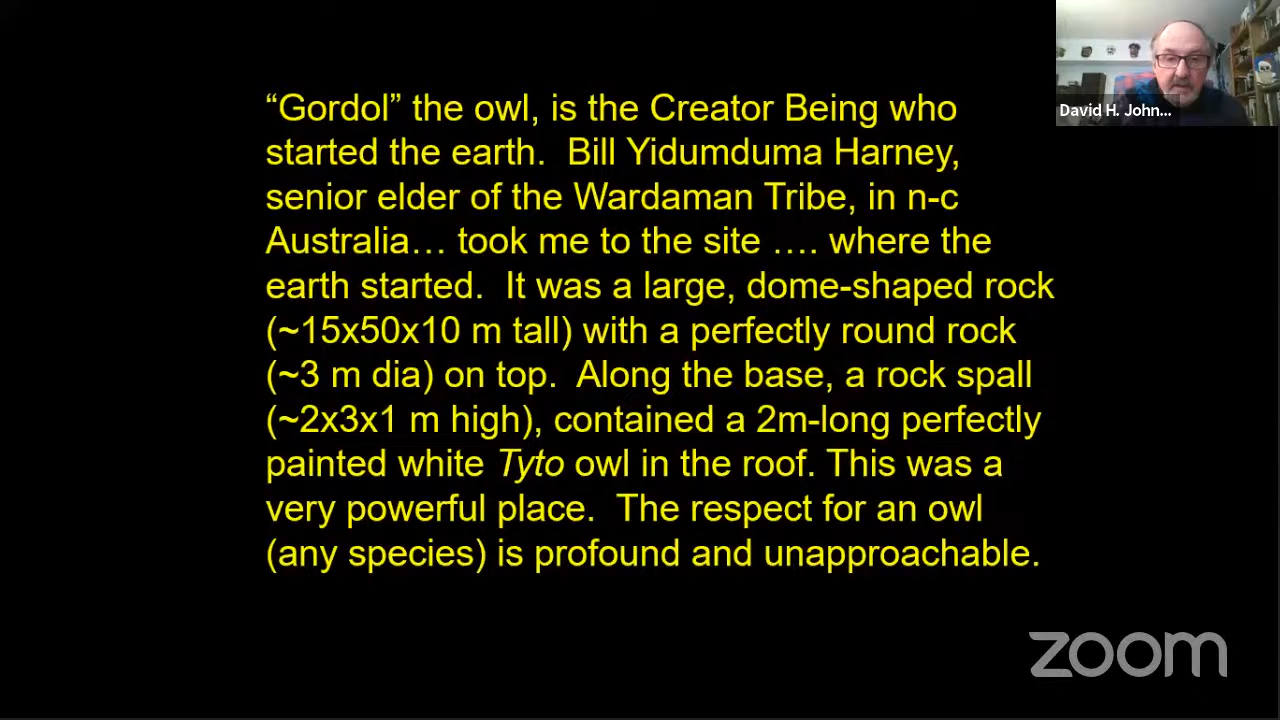 “Gordol” the owl, is the Creator Being who
started the earth.  Bill Yidumduma Harney,
senior elder of the Wardaman Tribe, in n-c
Australia… took me to the site …. where the
earth started.  It was a large, dome-shaped rock
(~15x50x10 m tall) with a perfectly round rock
(~3 m dia) on top.  Along the base, a rock spall
(~2x3x1 m high), contained a 2m-long perfectly
painted white Tyto owl in the roof. This was a
very powerful place.  The respect for an owl
(any species) is profound and unapproachable.
David H. John...
zoom